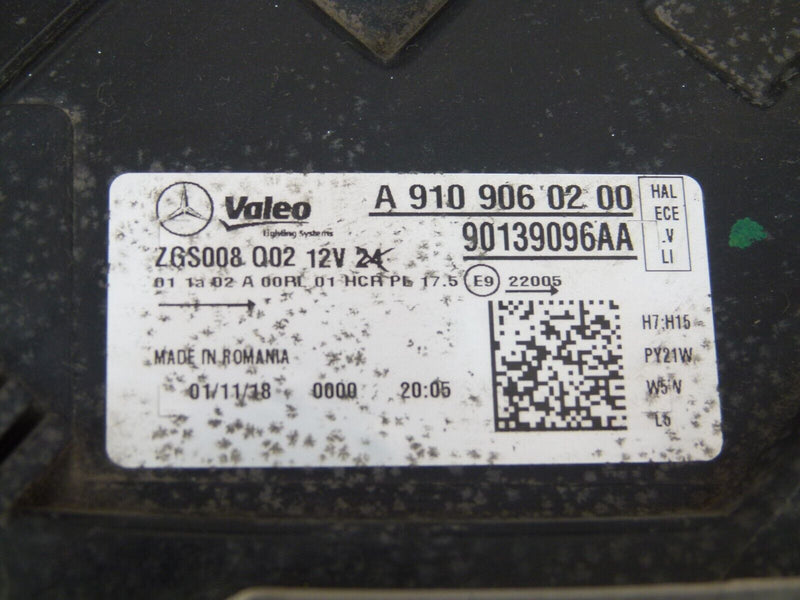 Valeo
Lighting Systems
A 910 906 02 00
90139096AA
HAL
ECE
.V
LI
ZGS008 Q02 12V 24
01 1a 02 A 00RL 01 HCR PL 17.5 E9 22005
H7;H15
PY21W
W5
L5
MADE IN ROMANIA
01/11/18 0000 20:05